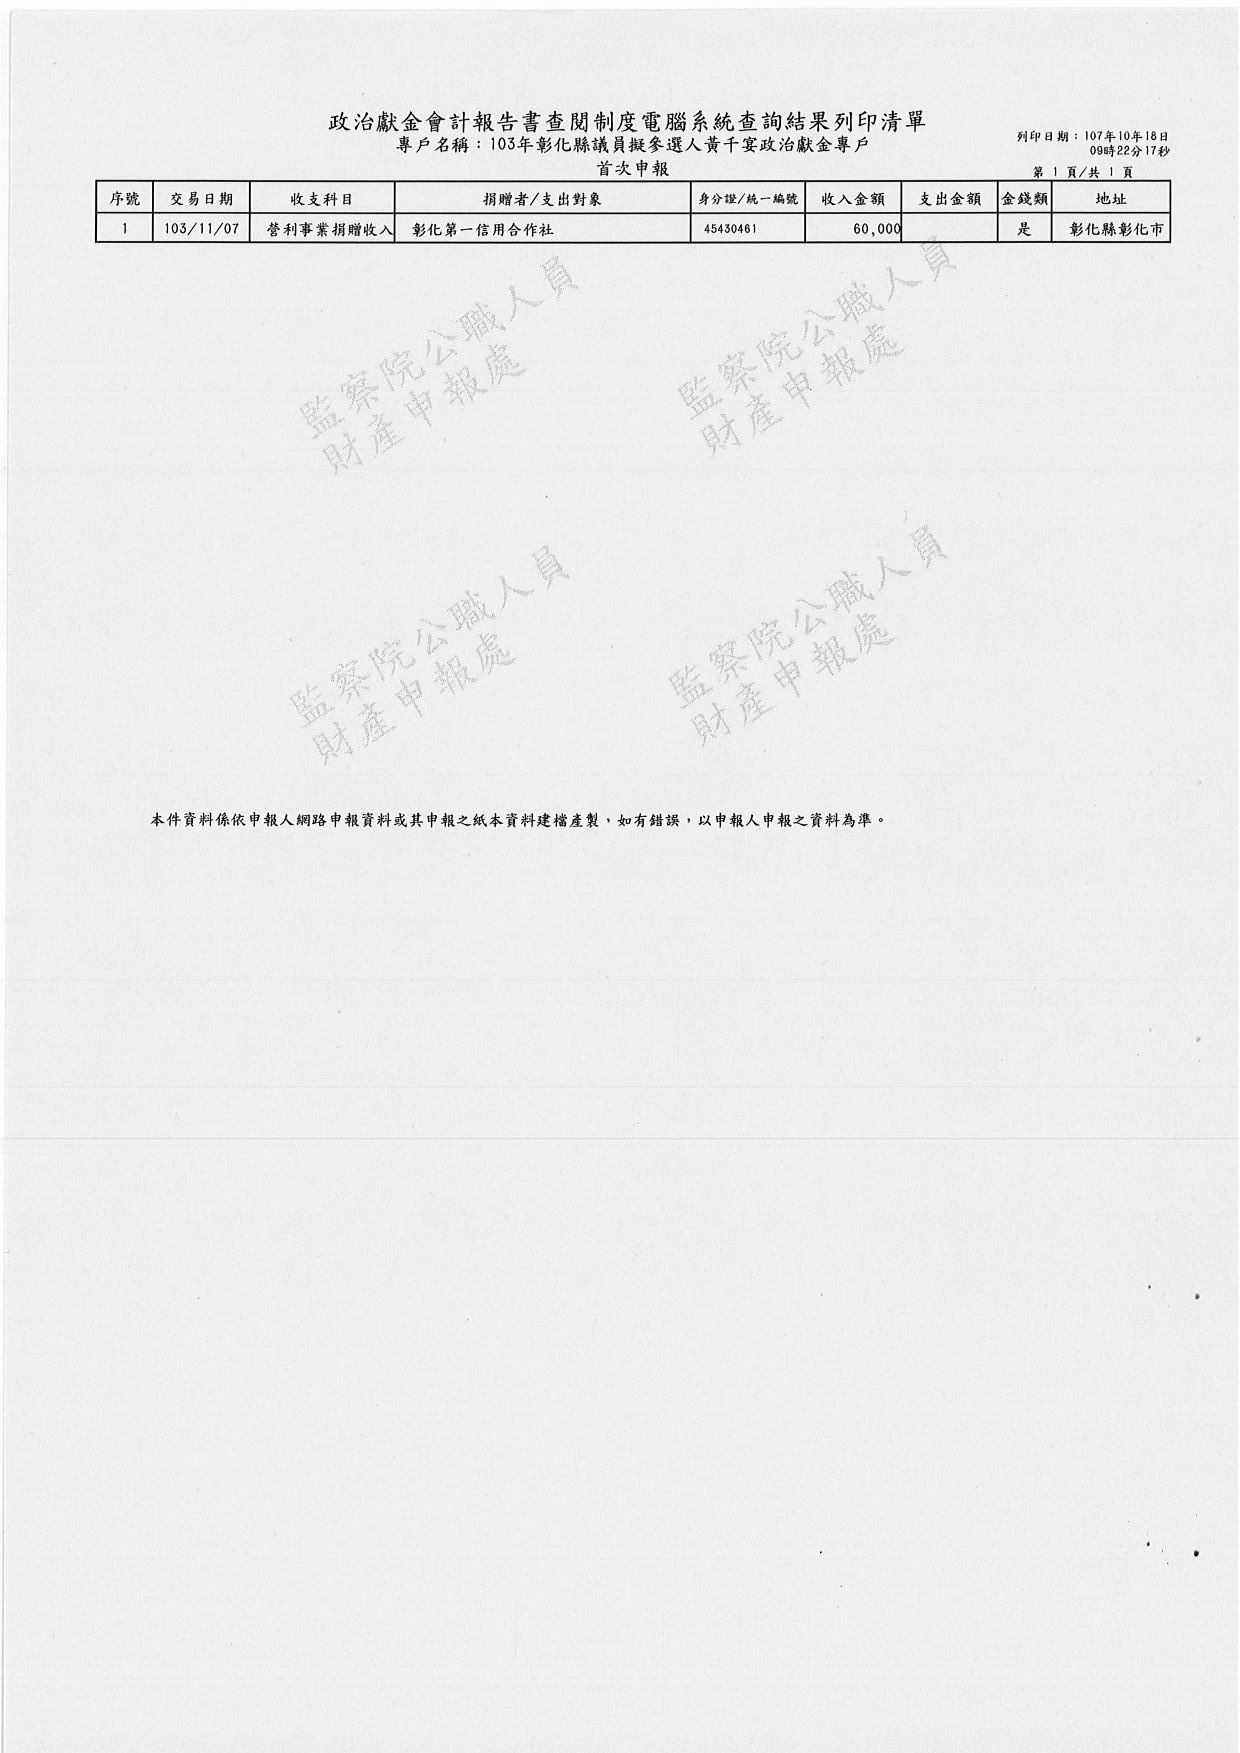 政治獻金會計報告書查閱制度電腦系統查詢結果列印清單
專戶名稱：103年彰化縣議員擬參選人黃千宴政治獻金專戶
列印日期：107年10年18日
09時22分17秒
首次申報
第 1 頁/共 1 頁
序號 交易日期 收支科目 捐贈者/支出對象 身分證/統一編號 收入金額 支出金額 金錢類 地址
1 103/11/07 營利事業捐贈收入 彰化第一信用合作社 45430461 60,000 是 彰化縣彰化市
監察院公職人員
財產申報處
監察院公職人員
財產申報處
監察院公職人員
財產申報處
監察院公職人員
財產申報處
本件資料係依申報人網路申報資料或其申報之紙本資料建檔產製，如有錯誤，以申報人申報之資料為準。